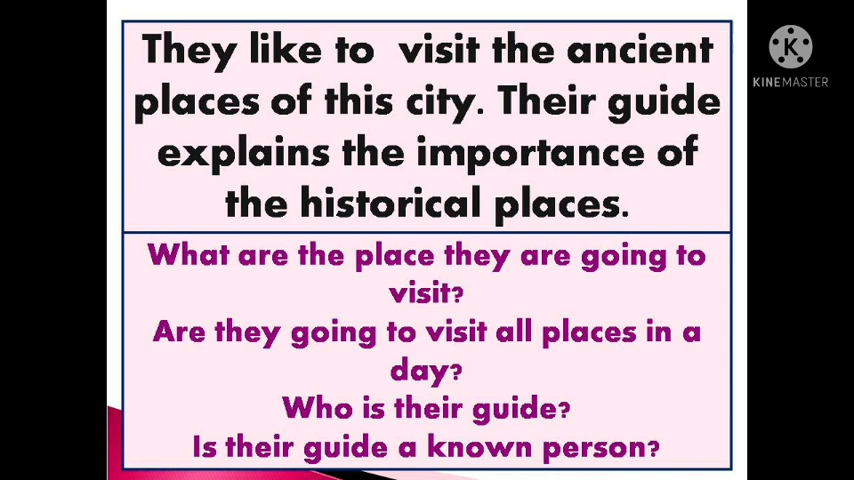 They like to visit the ancient
places of this city. Their guide
explains the importance of
the historical places.
What are the place they are going to
visit?
Are they going to visit all places in a
day?
Who is their guide?
Is their guide a known person?
K
KINEMASTER